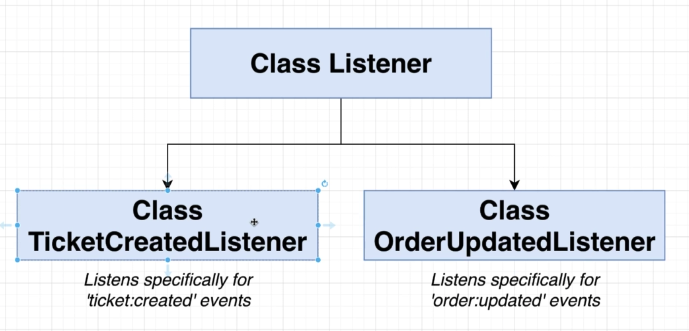 Class Listener
Class
TicketCreatedListener
Class
OrderUpdatedListener
Listens specifically for
'ticket:created' events
Listens specifically for
'order:updated' events